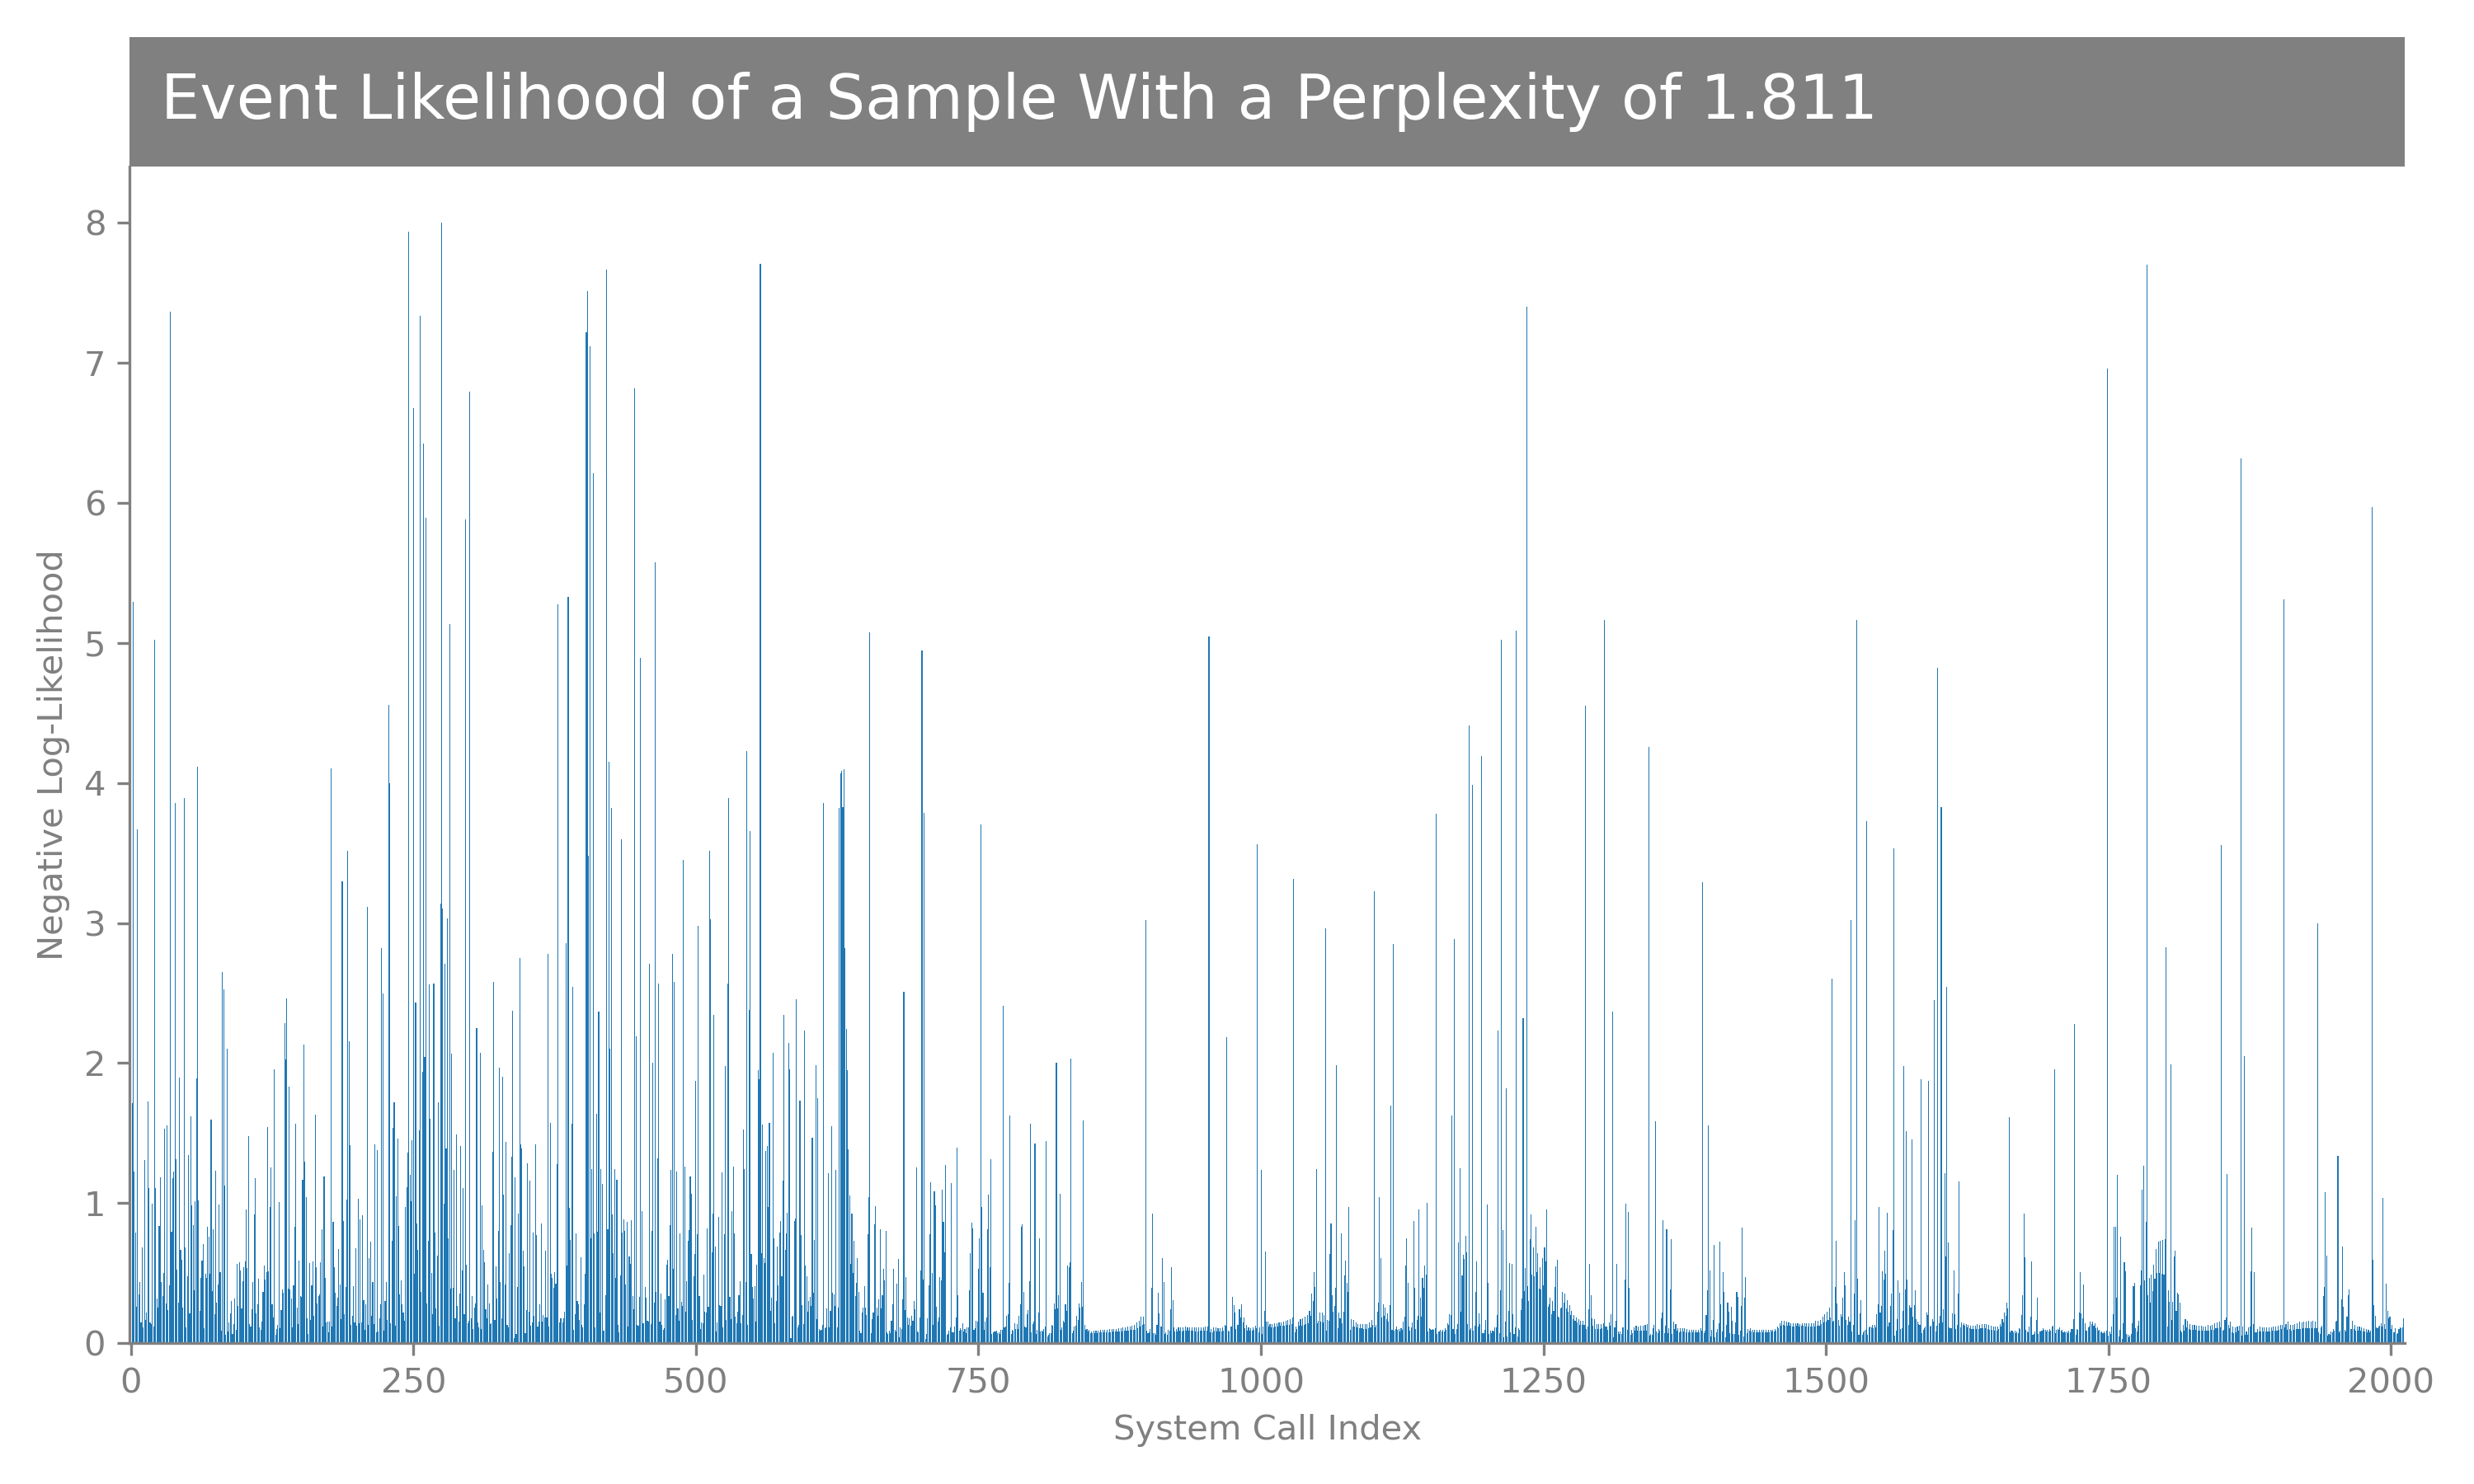 Event Likelihood of a Sample With a Perplexity of 1.811
8
7
6
5
4
3
2
1
0
Negative Log-Likelihood
0 250 500 750 1000 1250 1500 1750 2000
System Call Index